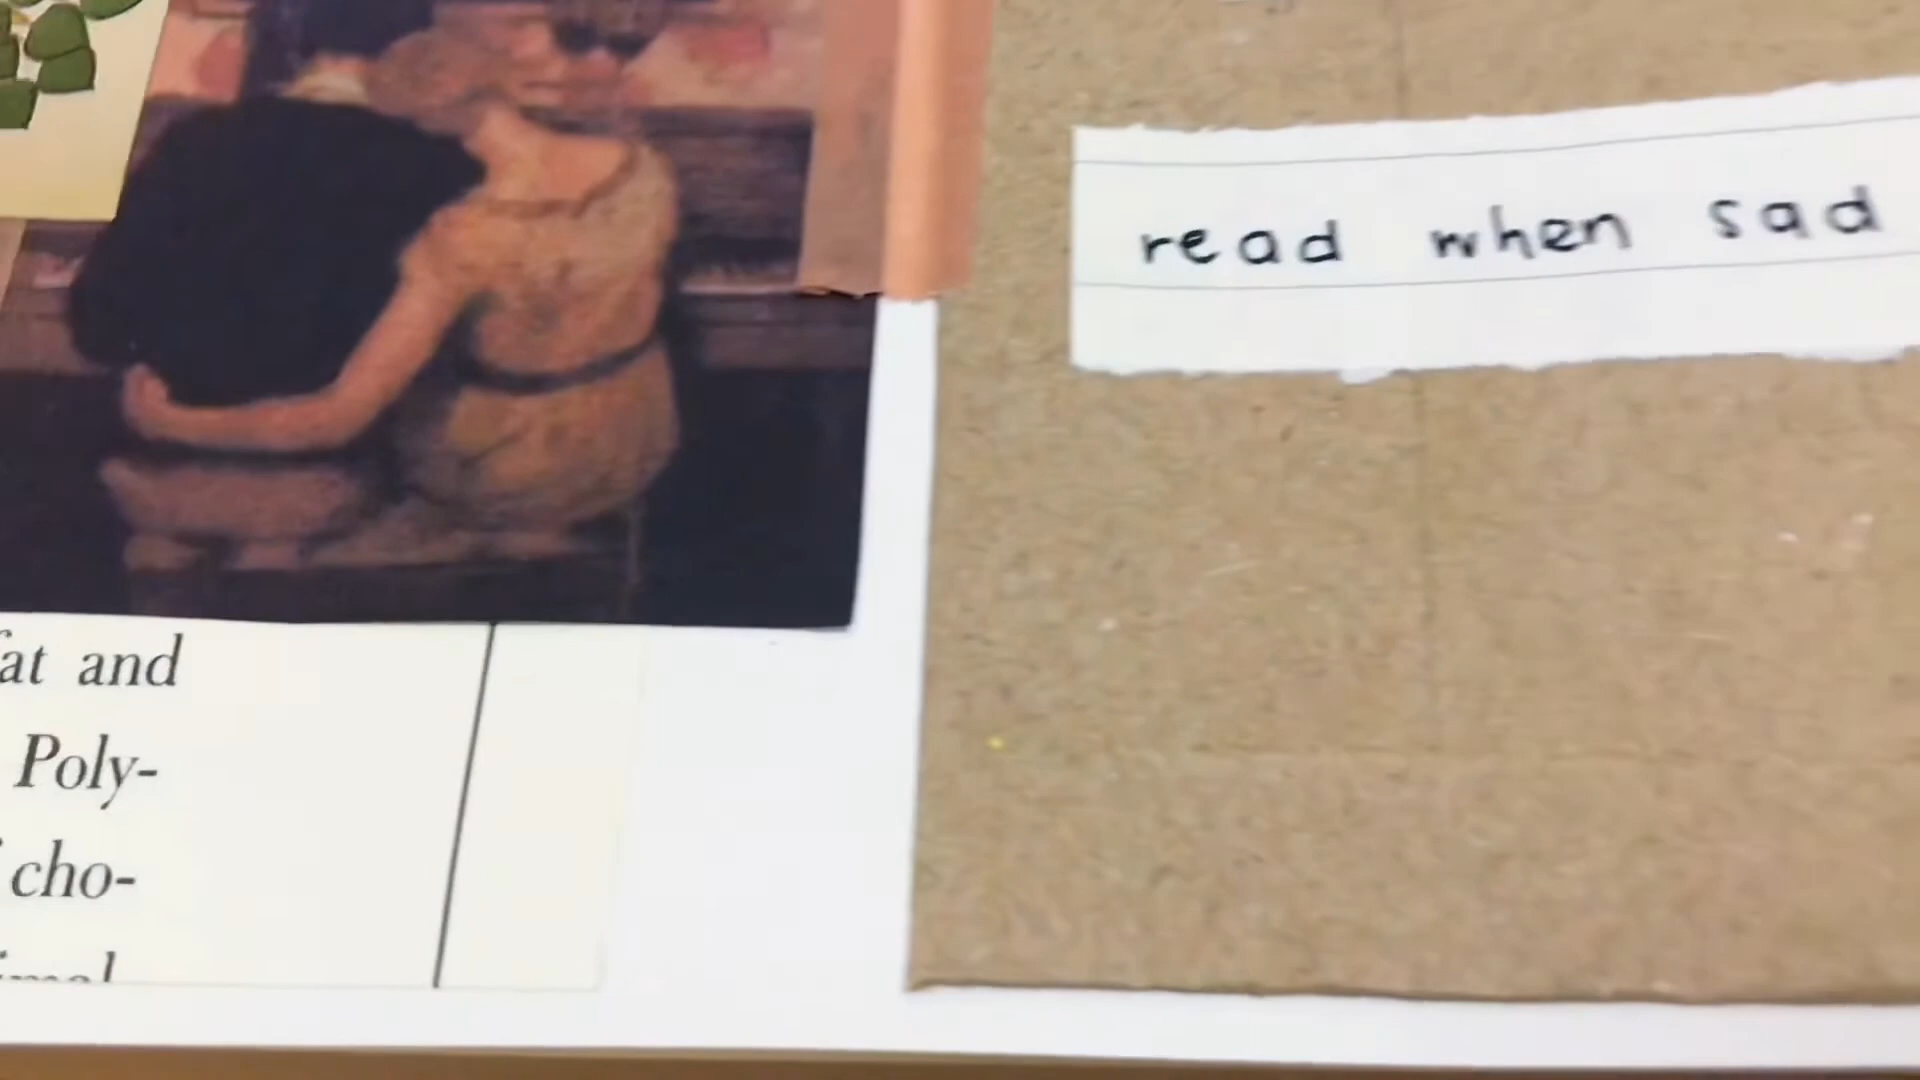 read when sad
fat and
Poly-
cho-